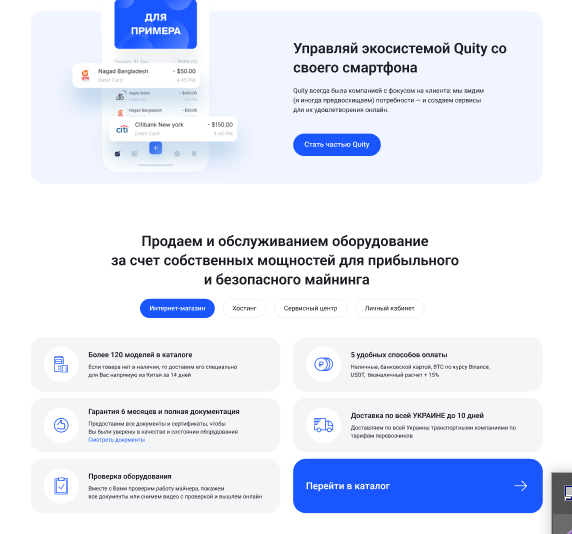 ДЛЯ
ПРИМЕРА
Nagad Bangladesh - $50.00
Debit Card 4:45 PM
Apple Store - $400.00
Nagad Bangladesh - $50.00
citi Citibank New york - $150.00
Debit Card 4:45 PM
Управляй экосистемой Quity со
своего смартфона
Quity всегда была компанией с фокусом на клиента: мы видим
(и иногда предвосхищаем) потребности — и создаем сервисы
для их удовлетворения онлайн.
Стать частью Quity
Продаем и обслуживанием оборудование
за счет собственных мощностей для прибыльного
и безопасного майнинга
Интернет-магазин
Хостинг
Сервисный центр
Личный кабинет
Более 120 моделей в каталоге
Если товара нет в наличии, то доставим его специально
для Вас напрямую из Китая за 14 дней
5 удобных способов оплаты
Наличные, банковской картой, BTC по курсу Binance,
USDT, безналичный расчет + 15%
Гарантия 6 месяцев и полная документация
Предоставим все документы и сертификаты, чтобы
Вы были уверены в качестве и состоянии оборудования
Смотреть документы
Доставка по всей УКРАИНЕ до 10 дней
Доставляем по всей Украины транспортными компаниями по
тарифам перевозчиков
Проверка оборудования
Вместе с Вами проверим работу майнера, покажем
все документы или снимем видео с проверкой и вышлем онлайн
Перейти в каталог